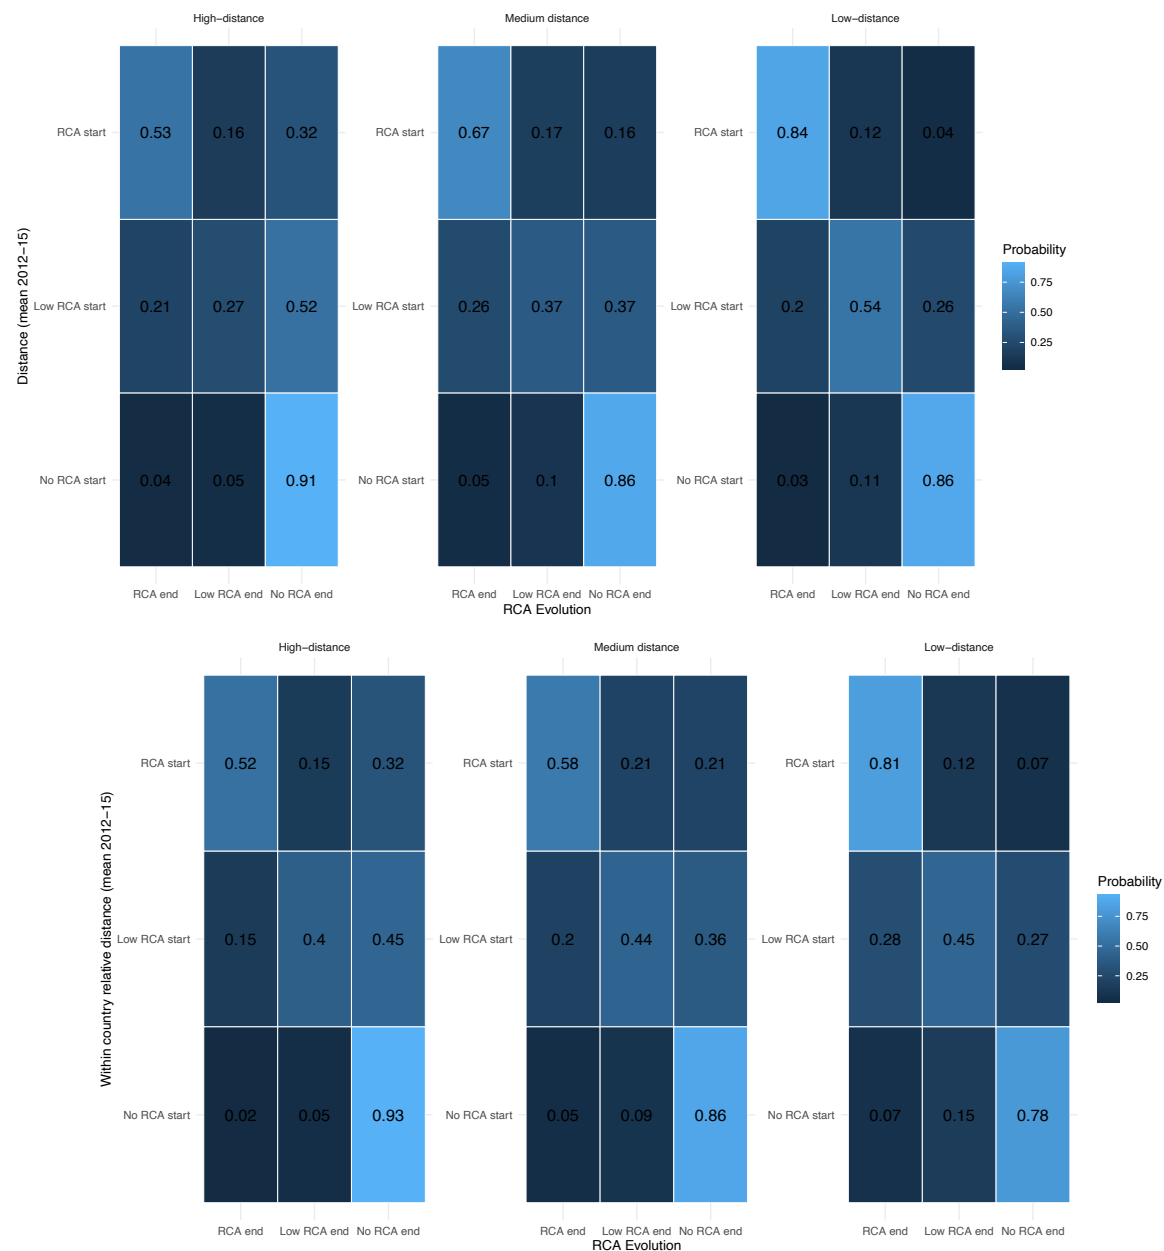 High−distance Medium distance Low−distance
RCA start 0.53 0.16 0.32 RCA start 0.67 0.17 0.16 RCA start 0.84 0.12 0.04
Distance (mean 2012−15)
Low RCA start 0.21 0.27 0.52 Low RCA start 0.26 0.37 0.37 Low RCA start 0.2 0.54 0.26
No RCA start 0.04 0.05 0.91 No RCA start 0.05 0.1 0.86 No RCA start 0.03 0.11 0.86
RCA end Low RCA end No RCA end RCA end Low RCA end No RCA end RCA end Low RCA end No RCA end
RCA Evolution
Probability
0.75
0.50
0.25
High−distance Medium distance Low−distance
RCA start 0.52 0.15 0.32 RCA start 0.58 0.21 0.21 RCA start 0.81 0.12 0.07
Within country relative distance (mean 2012−15)
Low RCA start 0.15 0.4 0.45 Low RCA start 0.2 0.44 0.36 Low RCA start 0.28 0.45 0.27
No RCA start 0.02 0.05 0.93 No RCA start 0.05 0.09 0.86 No RCA start 0.07 0.15 0.78
RCA end Low RCA end No RCA end RCA end Low RCA end No RCA end RCA end Low RCA end No RCA end
RCA Evolution
Probability
0.75
0.50
0.25